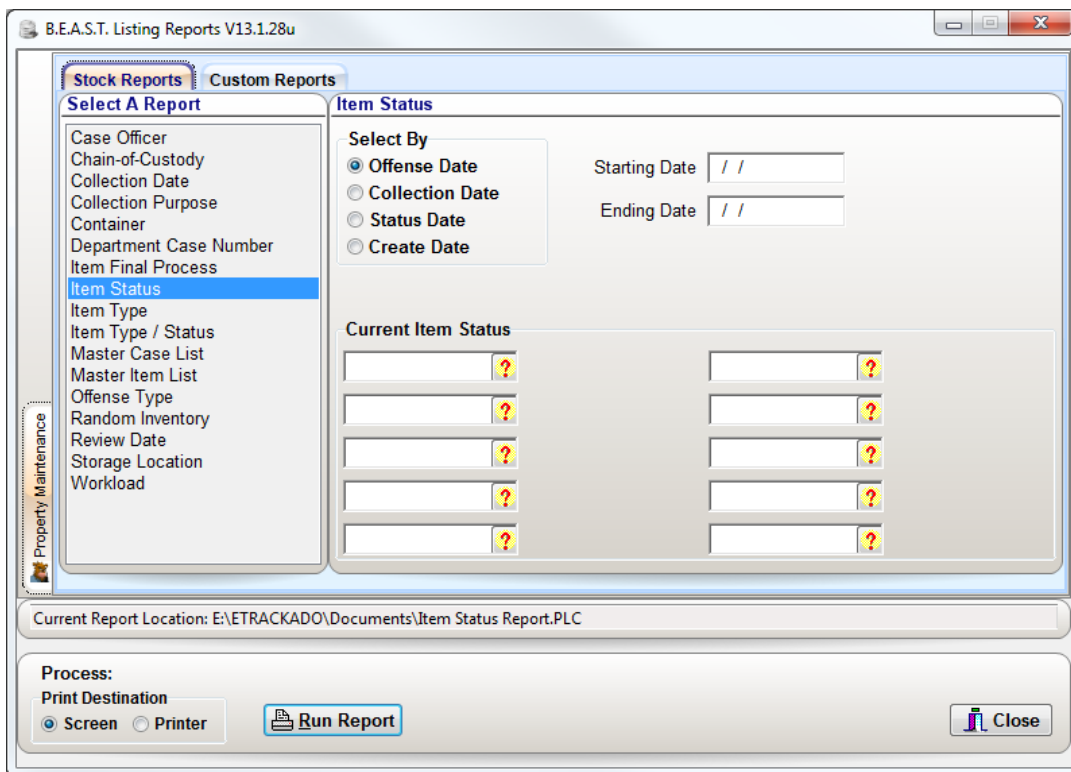 B.E.A.S.T. Listing Reports V13.1.28u
Stock Reports
Custom Reports
Select A Report
Case Officer
Chain-of-Custody
Collection Date
Collection Purpose
Container
Department Case Number
Item Final Process
Item Status
Item Type
Item Type / Status
Master Case List
Master Item List
Offense Type
Random Inventory
Review Date
Storage Location
Workload
Property Maintenance
Item Status
Select By
Offense Date
Collection Date
Status Date
Create Date
Starting Date / /
Ending Date / /
Current Item Status
? ?
? ?
? ?
? ?
? ?
Current Report Location: E:\ETRACKADO\Documents\Item Status Report.PLC
Process:
Print Destination
Screen Printer
Run Report
Close